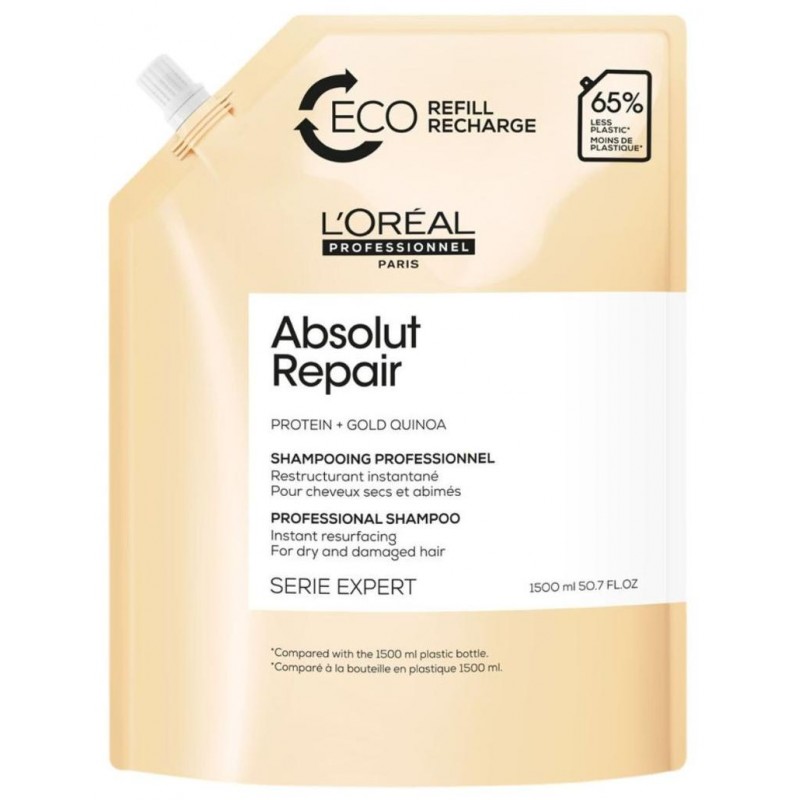 ECO REFILL
RECHARGE
65%
LESS
PLASTIC*
MOINS DE
PLASTIQUE*
L'ORÉAL
PROFESSIONNEL
PARIS
Absolut
Repair
PROTEIN + GOLD QUINOA
SHAMPOOING PROFESSIONNEL
Restructurant instantané
Pour cheveux secs et abimés
PROFESSIONAL SHAMPOO
Instant resurfacing
For dry and damaged hair
SERIE EXPERT
1500 ml 50.7 FL.OZ
*Compared with the 1500 ml plastic bottle.
*Comparé à la bouteille en plastique 1500 ml.